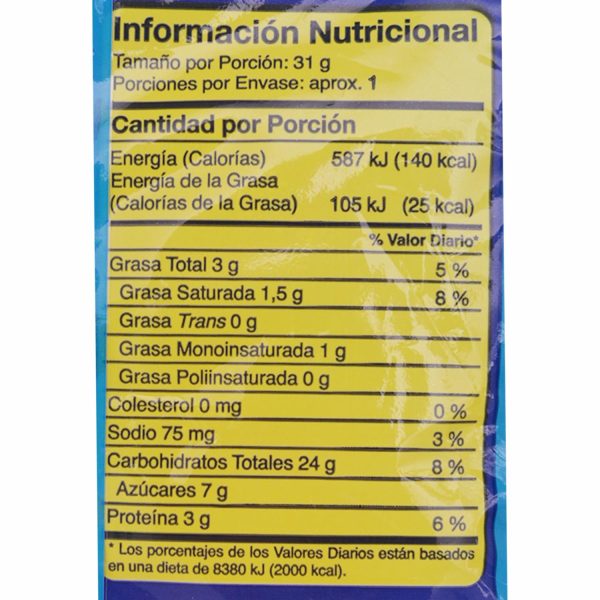 Información Nutricional
Tamaño por Porción: 31 g
Porciones por Envase: aprox. 1
Cantidad por Porción
Energía (Calorías) 587 kJ (140 kcal)
Energía de la Grasa
(Calorías de la Grasa) 105 kJ (25 kcal)
% Valor Diario*
Grasa Total 3 g 5 %
Grasa Saturada 1,5 g 8 %
Grasa Trans 0 g
Grasa Monoinsaturada 1 g
Grasa Poliinsaturada 0 g
Colesterol 0 mg 0 %
Sodio 75 mg 3 %
Carbohidratos Totales 24 g 8 %
Azúcares 7 g
Proteína 3 g 6 %
* Los porcentajes de los Valores Diarios están basados
en una dieta de 8380 kJ (2000 kcal).